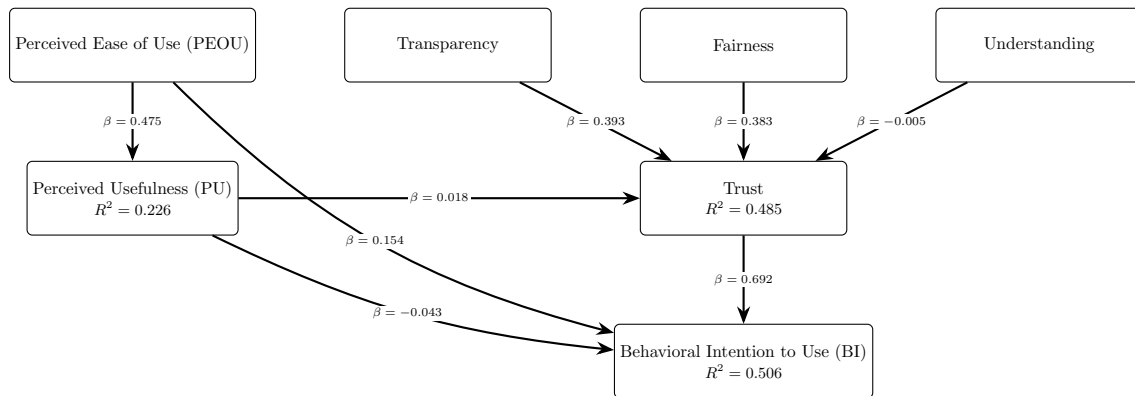 Perceived Ease of Use (PEOU)
Transparency
Fairness
Understanding
β = 0.475
β = 0.393
β = 0.383
β = −0.005
Perceived Usefulness (PU)
R² = 0.226
β = 0.018
Trust
R² = 0.485
β = 0.154
β = 0.692
β = −0.043
Behavioral Intention to Use (BI)
R² = 0.506